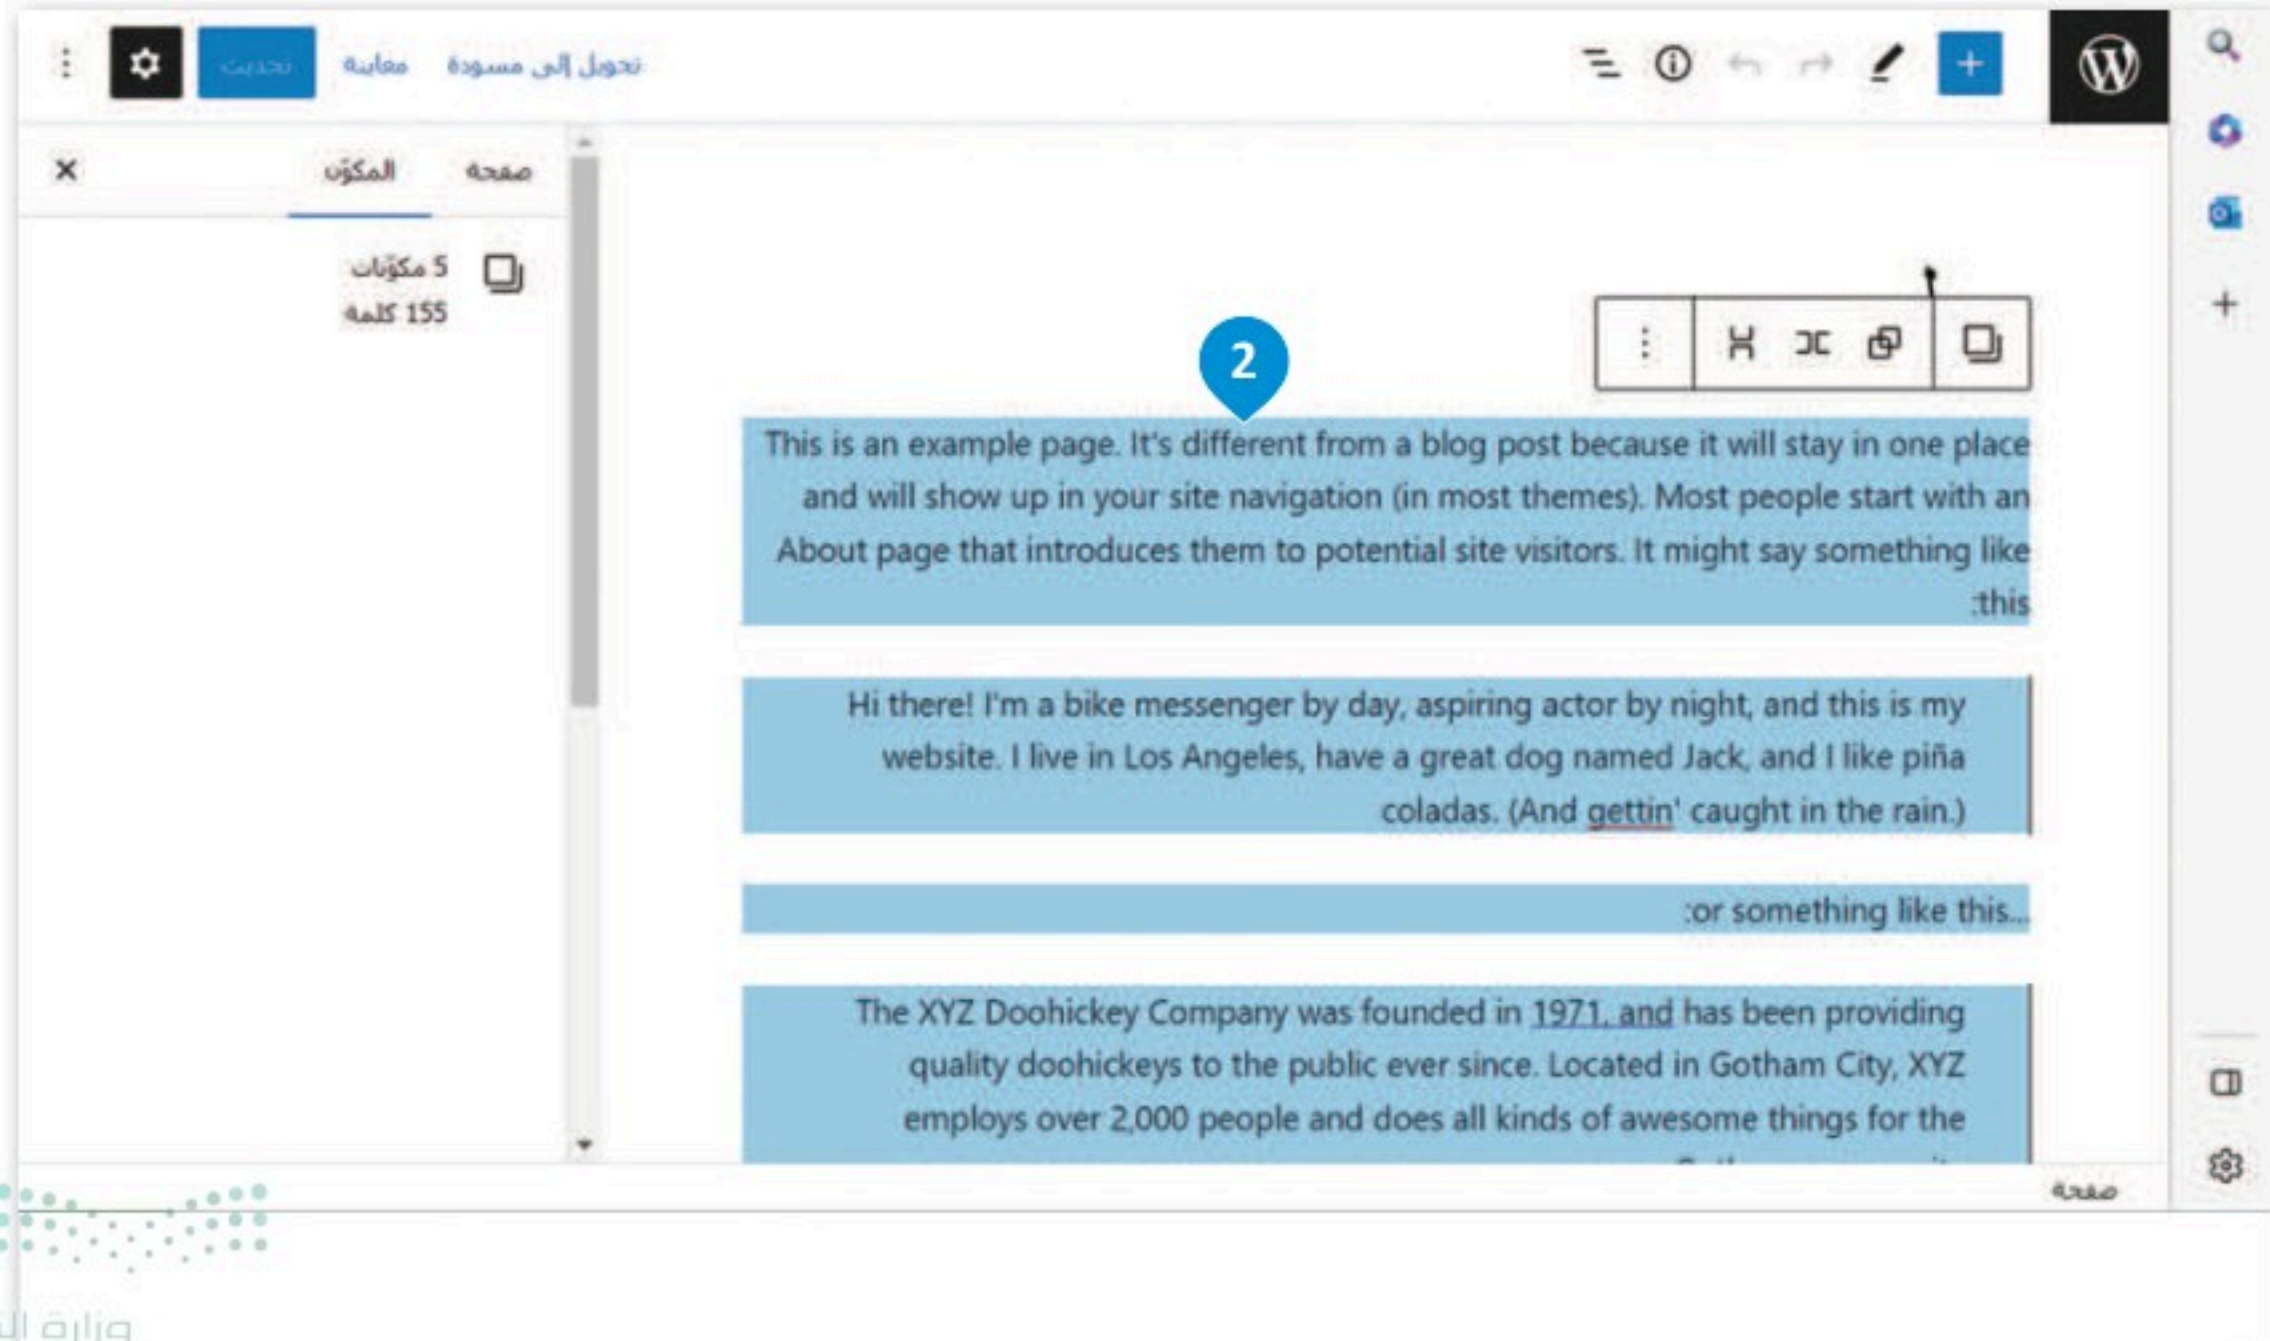 تحويل إلى مسودة
معاينة
تحديث
صفحة
المكوّن
5 مكوّنات
155 كلمة
2
This is an example page. It's different from a blog post because it will stay in one place
and will show up in your site navigation (in most themes). Most people start with an
About page that introduces them to potential site visitors. It might say something like
:this
Hi there! I'm a bike messenger by day, aspiring actor by night, and this is my
website. I live in Los Angeles, have a great dog named Jack, and I like piña
coladas. (And gettin' caught in the rain.)
:or something like this...
The XYZ Doohickey Company was founded in 1971, and has been providing
quality doohickeys to the public ever since. Located in Gotham City, XYZ
employs over 2,000 people and does all kinds of awesome things for the
صفحة
وزارة